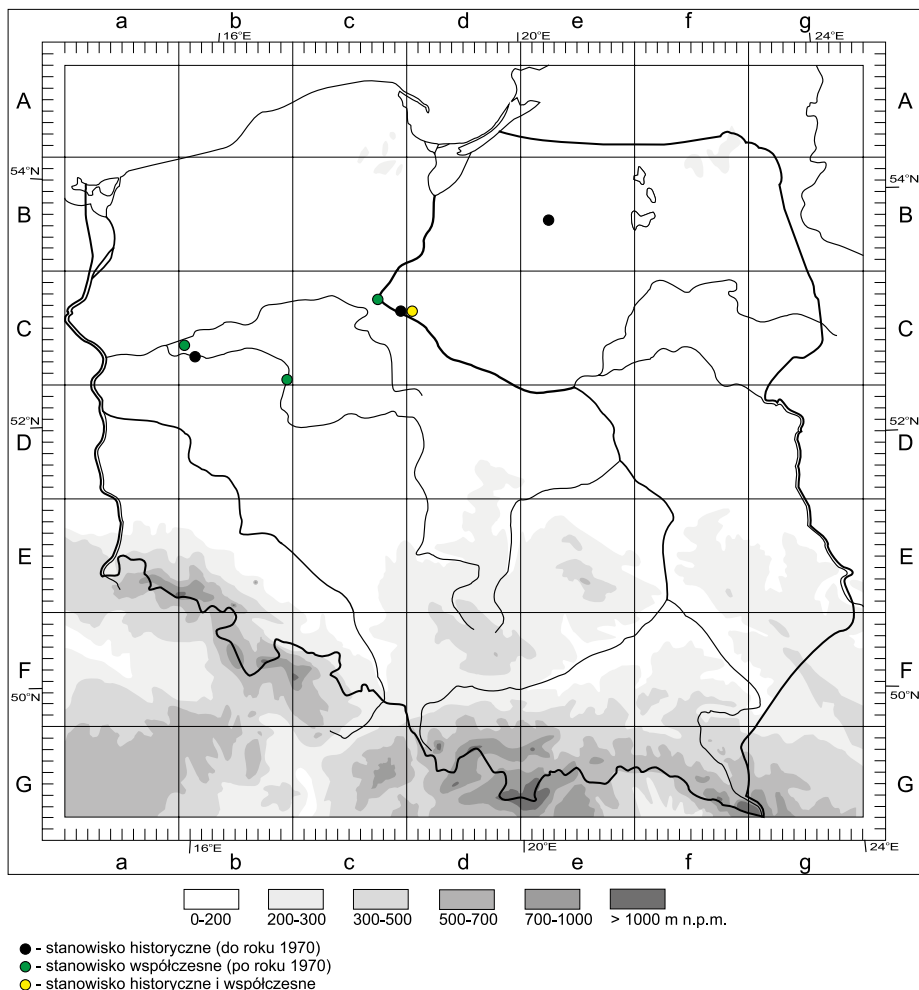 a b c d e f g
16°E 20°E 24°E
A A
54°N 54°N
B B
C C
52°N 52°N
D D
E E
F F
50°N 50°N
G G
16°E 20°E 24°E
a b c d e f g
0-200 200-300 300-500 500-700 700-1000 > 1000 m n.p.m.
- stanowisko historyczne (do roku 1970)
- stanowisko współczesne (po roku 1970)
- stanowisko historyczne i współczesne